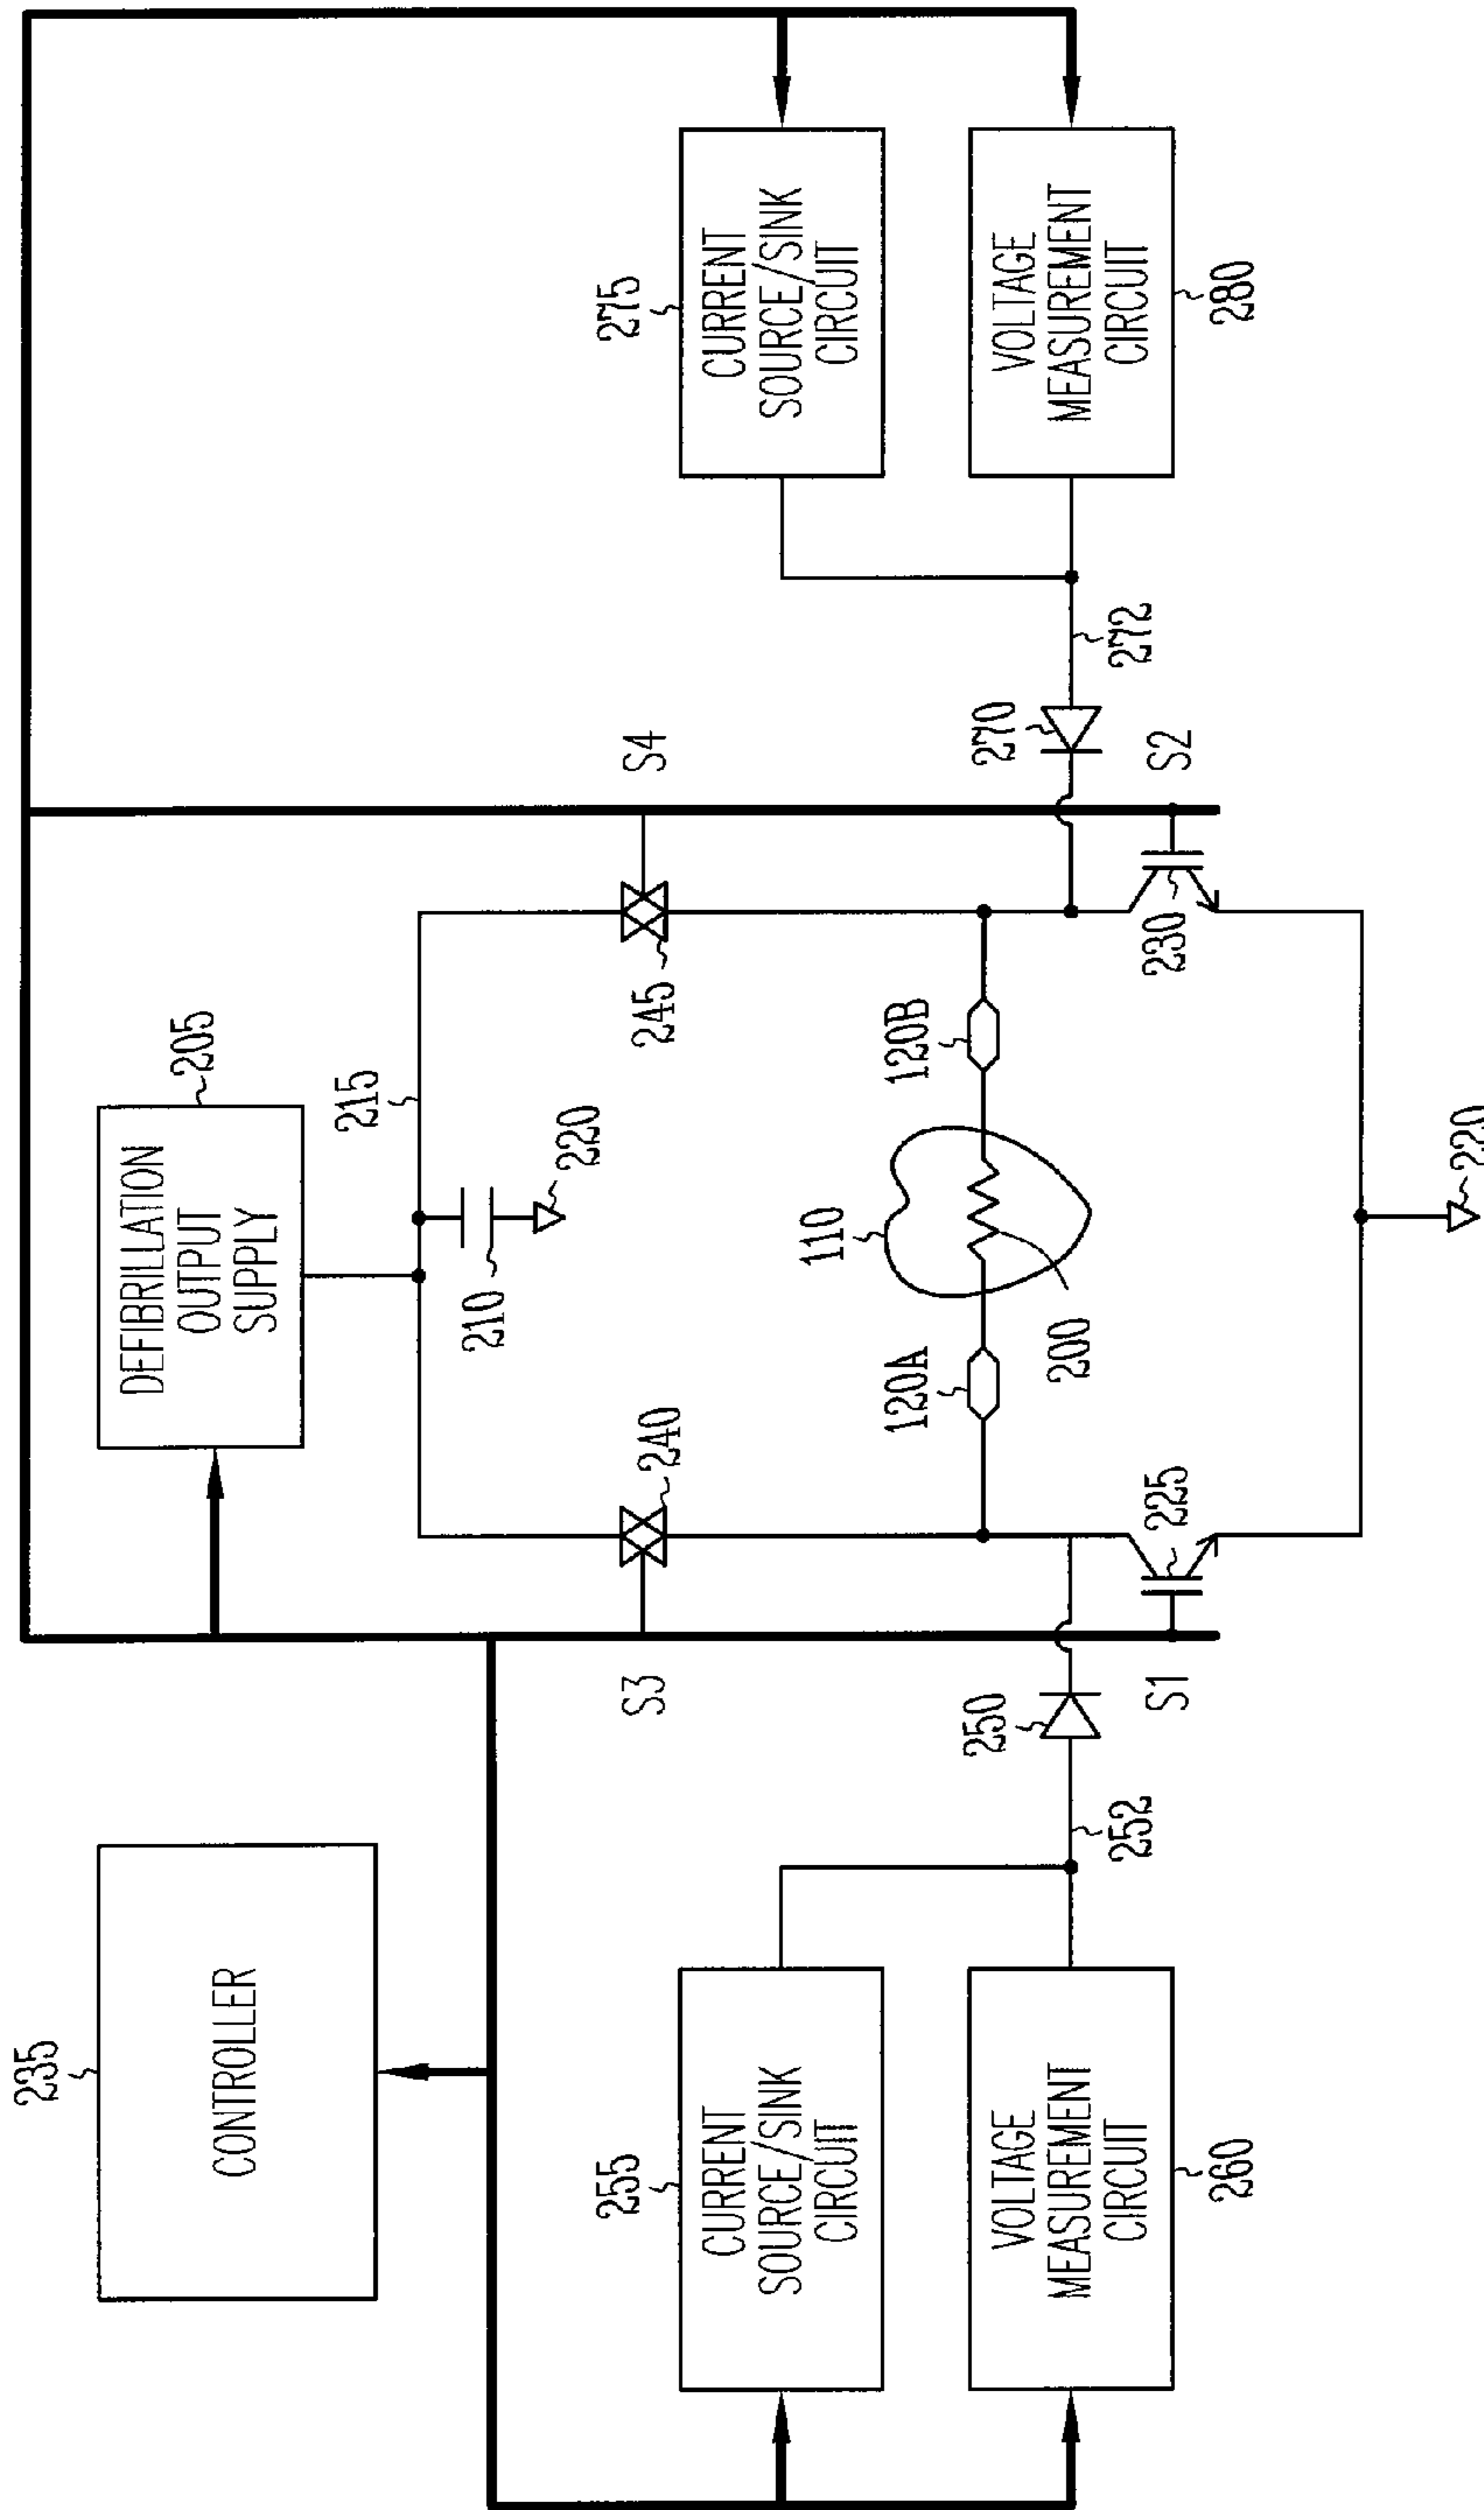 235
CONTROLLER
DEFIBRILLATION
OUTPUT
SUPPLY
205
215
210
220
255
CURRENT
SOURCE/SINK
CIRCUIT
S3
240
245
S4
275
CURRENT
SOURCE/SINK
CIRCUIT
110
120A
120B
200
VOLTAGE
MEASUREMENT
CIRCUIT
260
252
250
S1
225
230
S2
270
272
VOLTAGE
MEASUREMENT
CIRCUIT
280
220